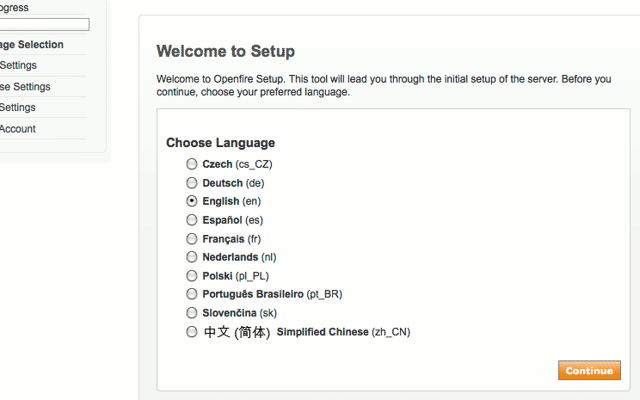 ogress
ge Selection
Settings
se Settings
Settings
Account
Welcome to Setup
Welcome to Openfire Setup. This tool will lead you through the initial setup of the server. Before you
continue, choose your preferred language.
Choose Language
Czech (cs_CZ)
Deutsch (de)
English (en)
Español (es)
Français (fr)
Nederlands (nl)
Polski (pl_PL)
Português Brasileiro (pt_BR)
Slovenčina (sk)
中文 (简体) Simplified Chinese (zh_CN)
Continue